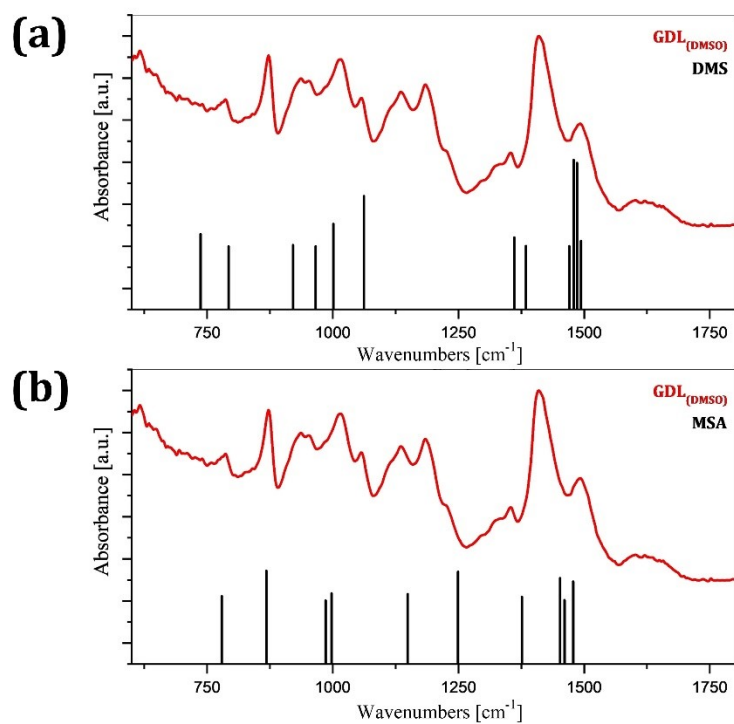 (a)
GDL(DMSO)
DMS
Absorbance [a.u.]
750 1000 1250 1500 1750
Wavenumbers [cm⁻¹]
(b)
GDL(DMSO)
MSA
Absorbance [a.u.]
750 1000 1250 1500 1750
Wavenumbers [cm⁻¹]